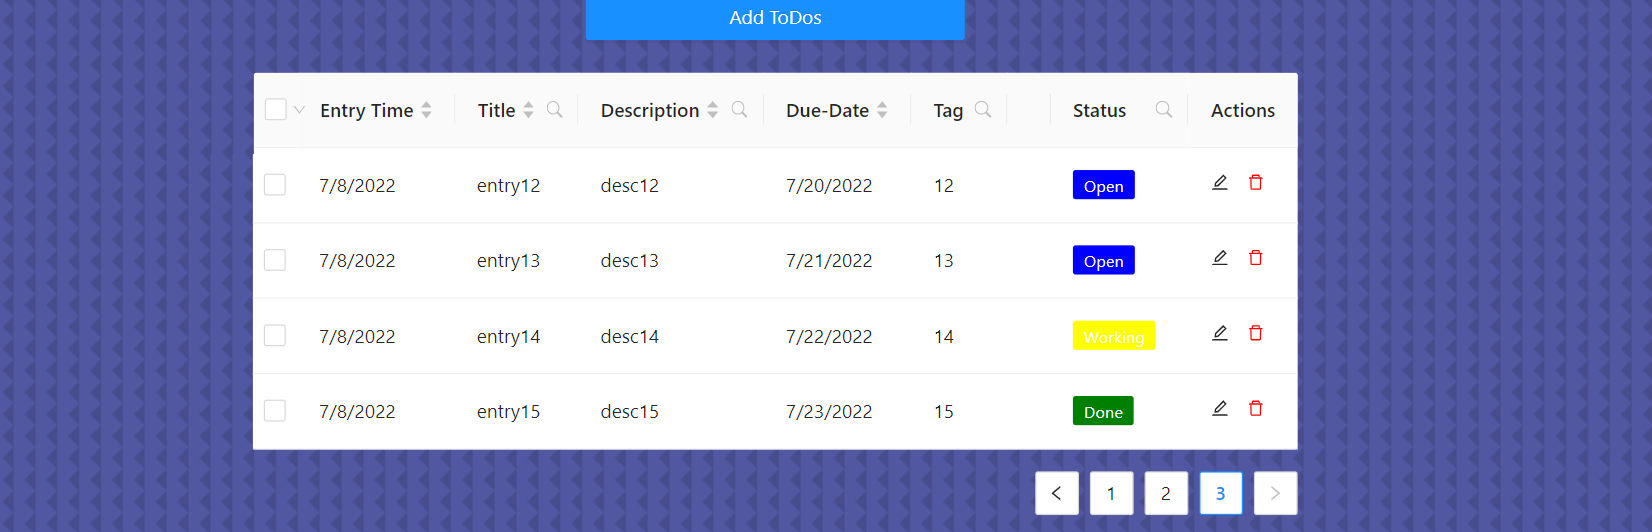 Add ToDos
Entry Time Title Description Due-Date Tag Status Actions
7/8/2022 entry12 desc12 7/20/2022 12 Open
7/8/2022 entry13 desc13 7/21/2022 13 Open
7/8/2022 entry14 desc14 7/22/2022 14 Working
7/8/2022 entry15 desc15 7/23/2022 15 Done
1 2 3